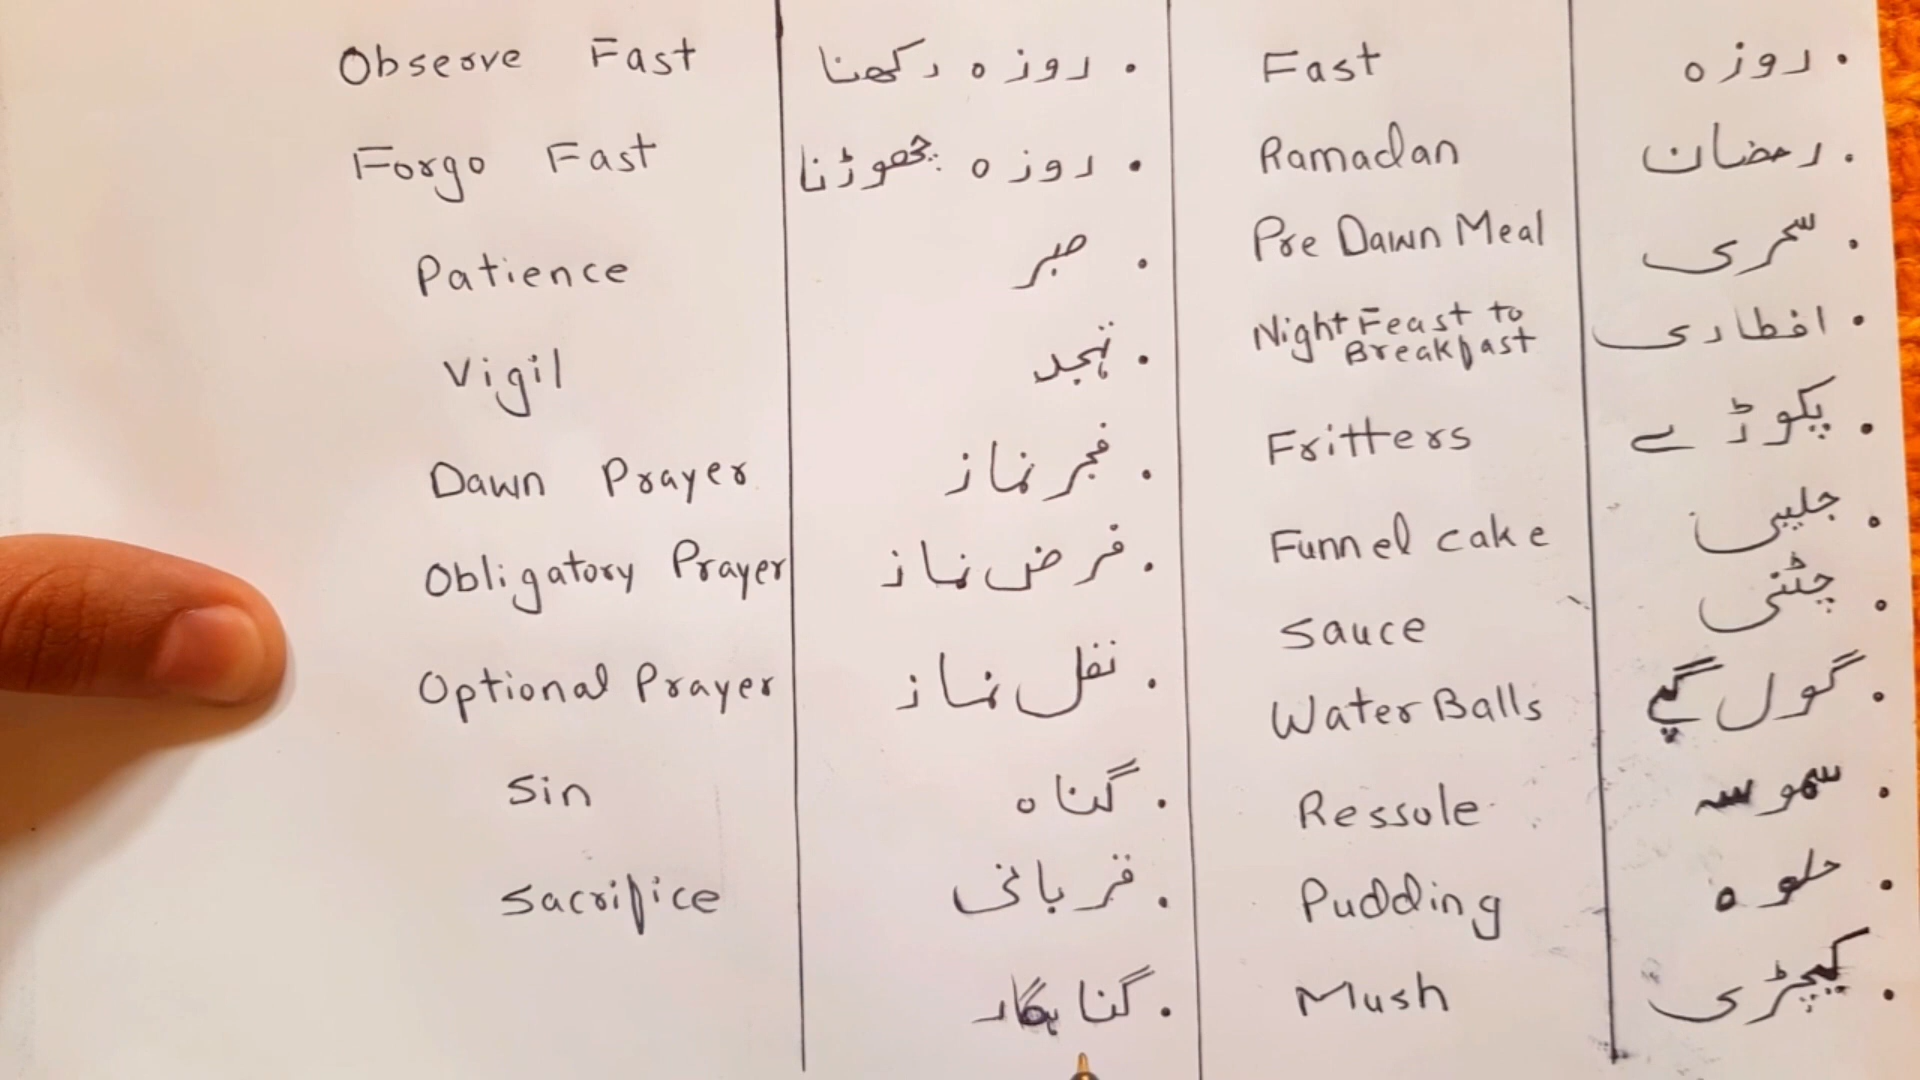 روزہ Fast
رمضان Ramadan
سحری Pre Dawn Meal
افطاری Night Feast to Breakfast
پکوڑے Fritters
جلیبی Funnel cake
چٹنی Sauce
گول گپے Water Balls
سموسہ Ressole
حلوہ Pudding
کیچڑی Mush
روزہ رکھنا Observe Fast
روزہ چھوڑنا Forgo Fast
صبر Patience
تہجد Vigil
فجر نماز Dawn Prayer
فرض نماز Obligatory Prayer
نفل نماز Optional Prayer
گناہ Sin
قربانی Sacrifice
گناہگار